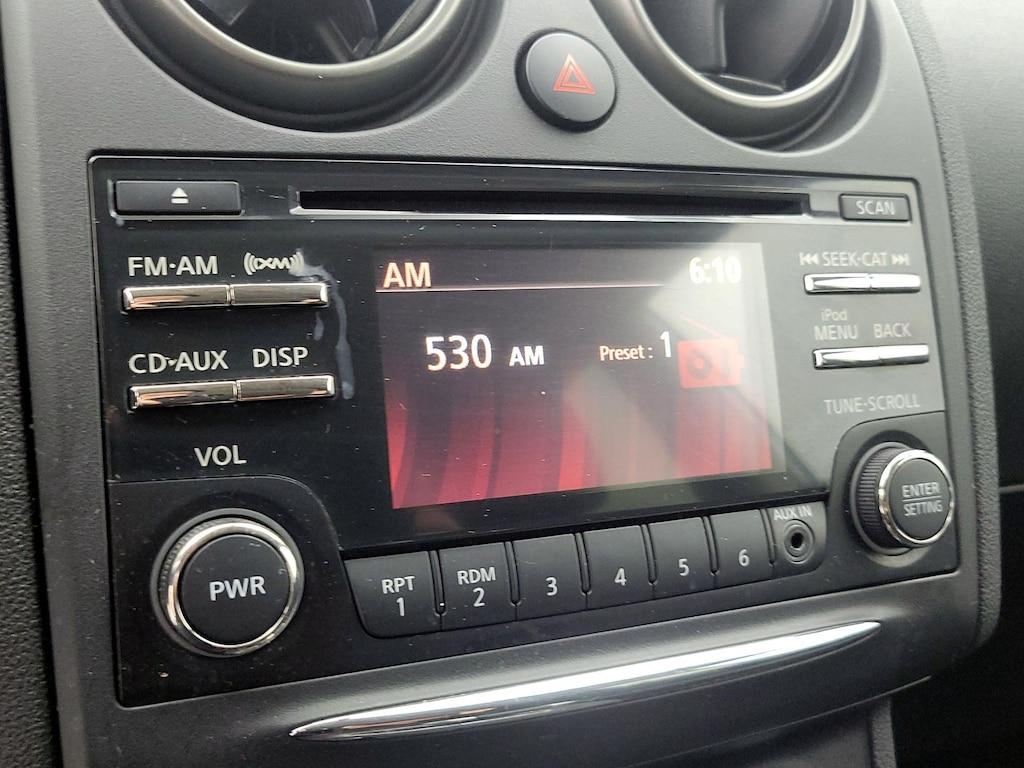 SCAN
FM·AM ((XM))
SEEK·CAT
AM 6:10
iPod
MENU BACK
530 AM Preset : 1
CD·AUX DISP
TUNE·SCROLL
VOL
ENTER
SETTING
AUX IN
PWR
RPT
1
RDM
2
3
4
5
6